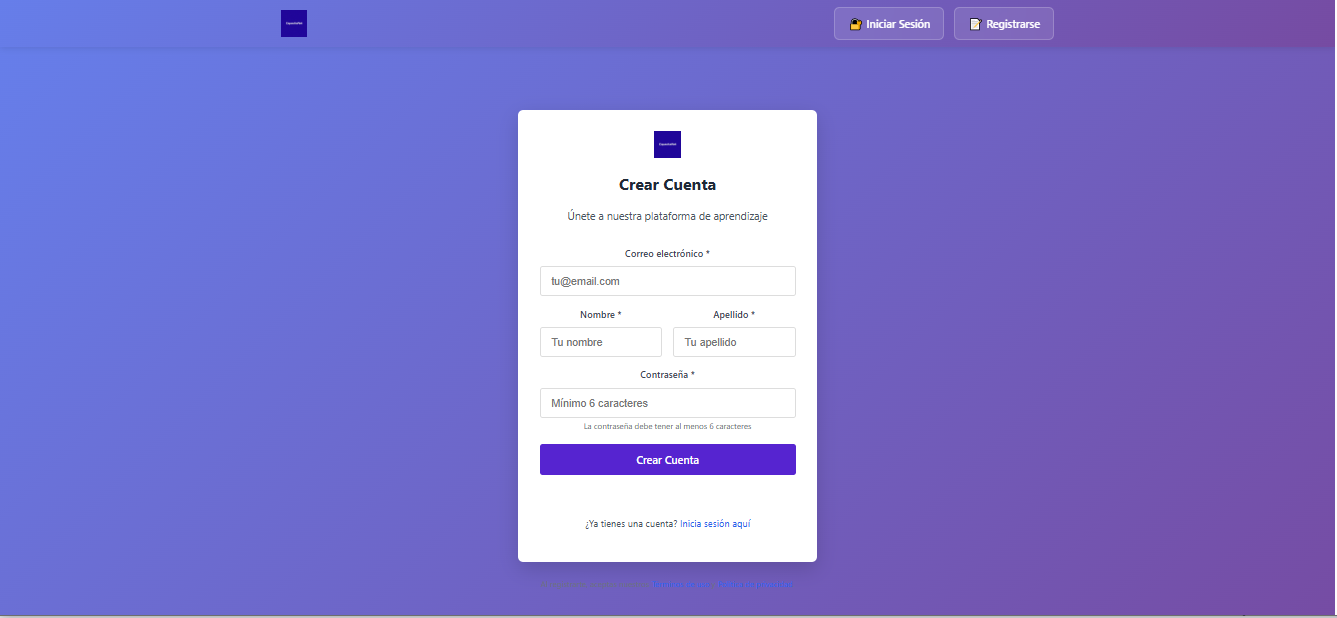 Iniciar Sesión
Registrarse
Crear Cuenta
Únete a nuestra plataforma de aprendizaje
Correo electrónico *
tu@email.com
Nombre * Apellido *
Tu nombre Tu apellido
Contraseña *
Mínimo 6 caracteres
La contraseña debe tener al menos 6 caracteres
Crear Cuenta
¿Ya tienes una cuenta? Inicia sesión aquí